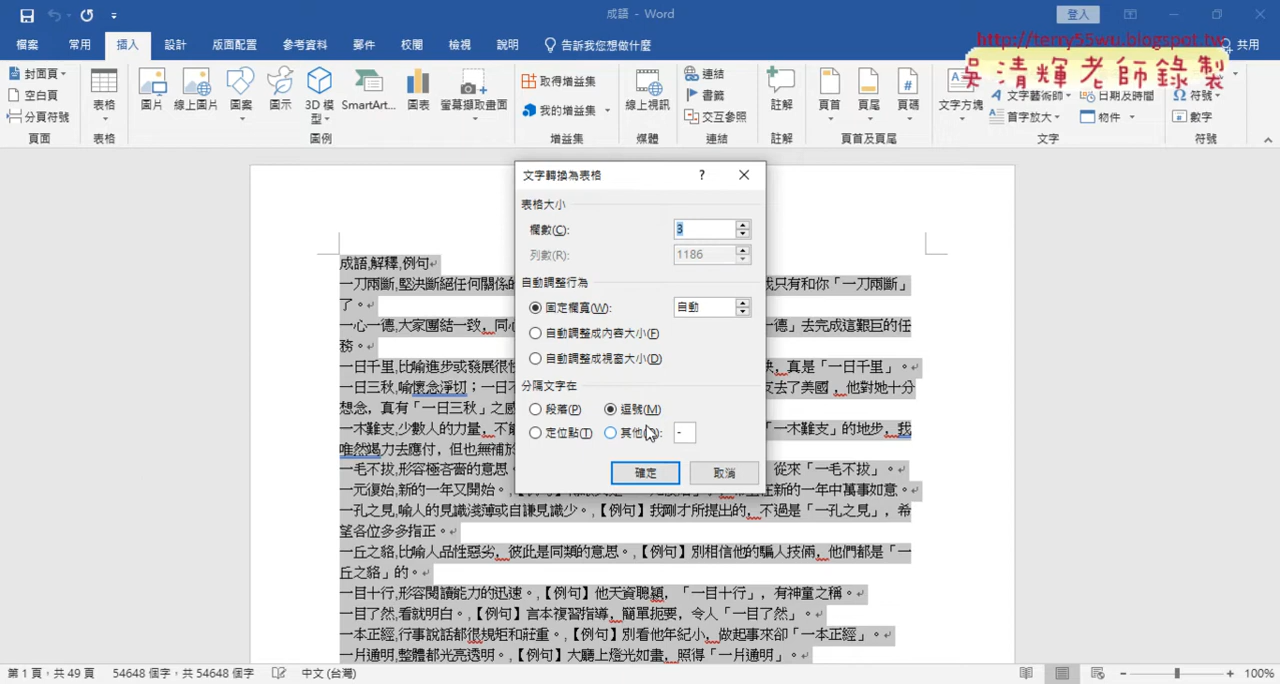 成語 - Word
登入
http://terry55wu.blogspot.tw
吳清輝老師錄製
檔案 常用 插入 設計 版面配置 參考資料 郵件 校閱 檢視 說明 告訴我您想做什麼 共用
封面頁
空白頁
分頁符號
頁面
表格
表格
圖片 線上圖片 圖案 圖示 3D 模型 SmartArt... 圖表 螢幕擷取畫面
圖例
取得增益集
我的增益集
增益集
線上視訊
媒體
連結
書籤
交互參照
連結
註解
註解
頁首 頁尾 頁碼
頁首及頁尾
文字方塊
文字藝術師
首字放大
日期及時間
物件
文字
符號
數字
符號
文字轉換為表格 ?
表格大小
欄數(C): 3
列數(R): 1186
自動調整行為
固定欄寬(W): 自動
自動調整成內容大小(F)
自動調整成視窗大小(D)
分隔文字在
段落(P) 逗號(M)
定位點(T) 其他 : -
確定 取消
成語,解釋,例句
一刀兩斷,堅決斷絕任何關係的 我只有和你「一刀兩斷」
了。
一心一德,大家團結一致，同心 一德」去完成這艱巨的任
務。
一日千里,比喻進步或發展很 真是「一日千里」。
一日三秋,喻懷念淨切；一日不 友去了美國，他對她十分
想念，真有「一日三秋」之感
一木難支,少數人的力量，不能 「一木難支」的地步，我
唯然竭力去應付，但也無補於
一毛不拔,形容極吝嗇的意思。 從來「一毛不拔」。
一元復始,新的一年又開始。 在新的一年中萬事如意。
一孔之見,喻人的見識淺薄或自謙見識少。,【例句】我剛才所提出的，不過是「一孔之見」，希
望各位多多指正。
一丘之貉,比喻人品性惡劣，彼此是同類的意思。,【例句】別相信他的騙人技倆，他們都是「一
丘之貉」的。
一目十行,形容閱讀能力的迅速。,【例句】他天資聰穎，「一目十行」，有神童之稱。
一目了然,看就明白。,【例句】這本複習指導，簡單扼要，令人「一目了然」。
一本正經,行事說話都很規矩和莊重。,【例句】別看他年紀小，做起事來卻「一本正經」。
一片通明,整體都光亮透明。,【例句】大廳上燈光如晝，照得「一片通明」。
第 1 頁，共 49 頁 54648 個字，共 54648 個字 中文 (台灣) 100%